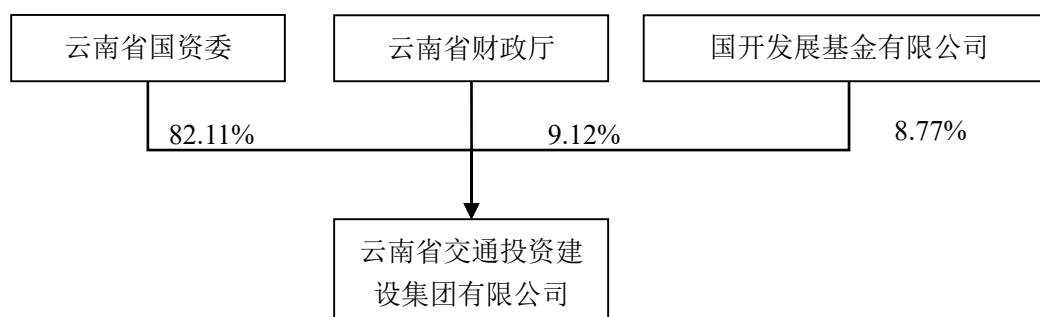 云南省国资委
云南省财政厅
国开发展基金有限公司
82.11%
9.12%
8.77%
云南省交通投资建
设集团有限公司